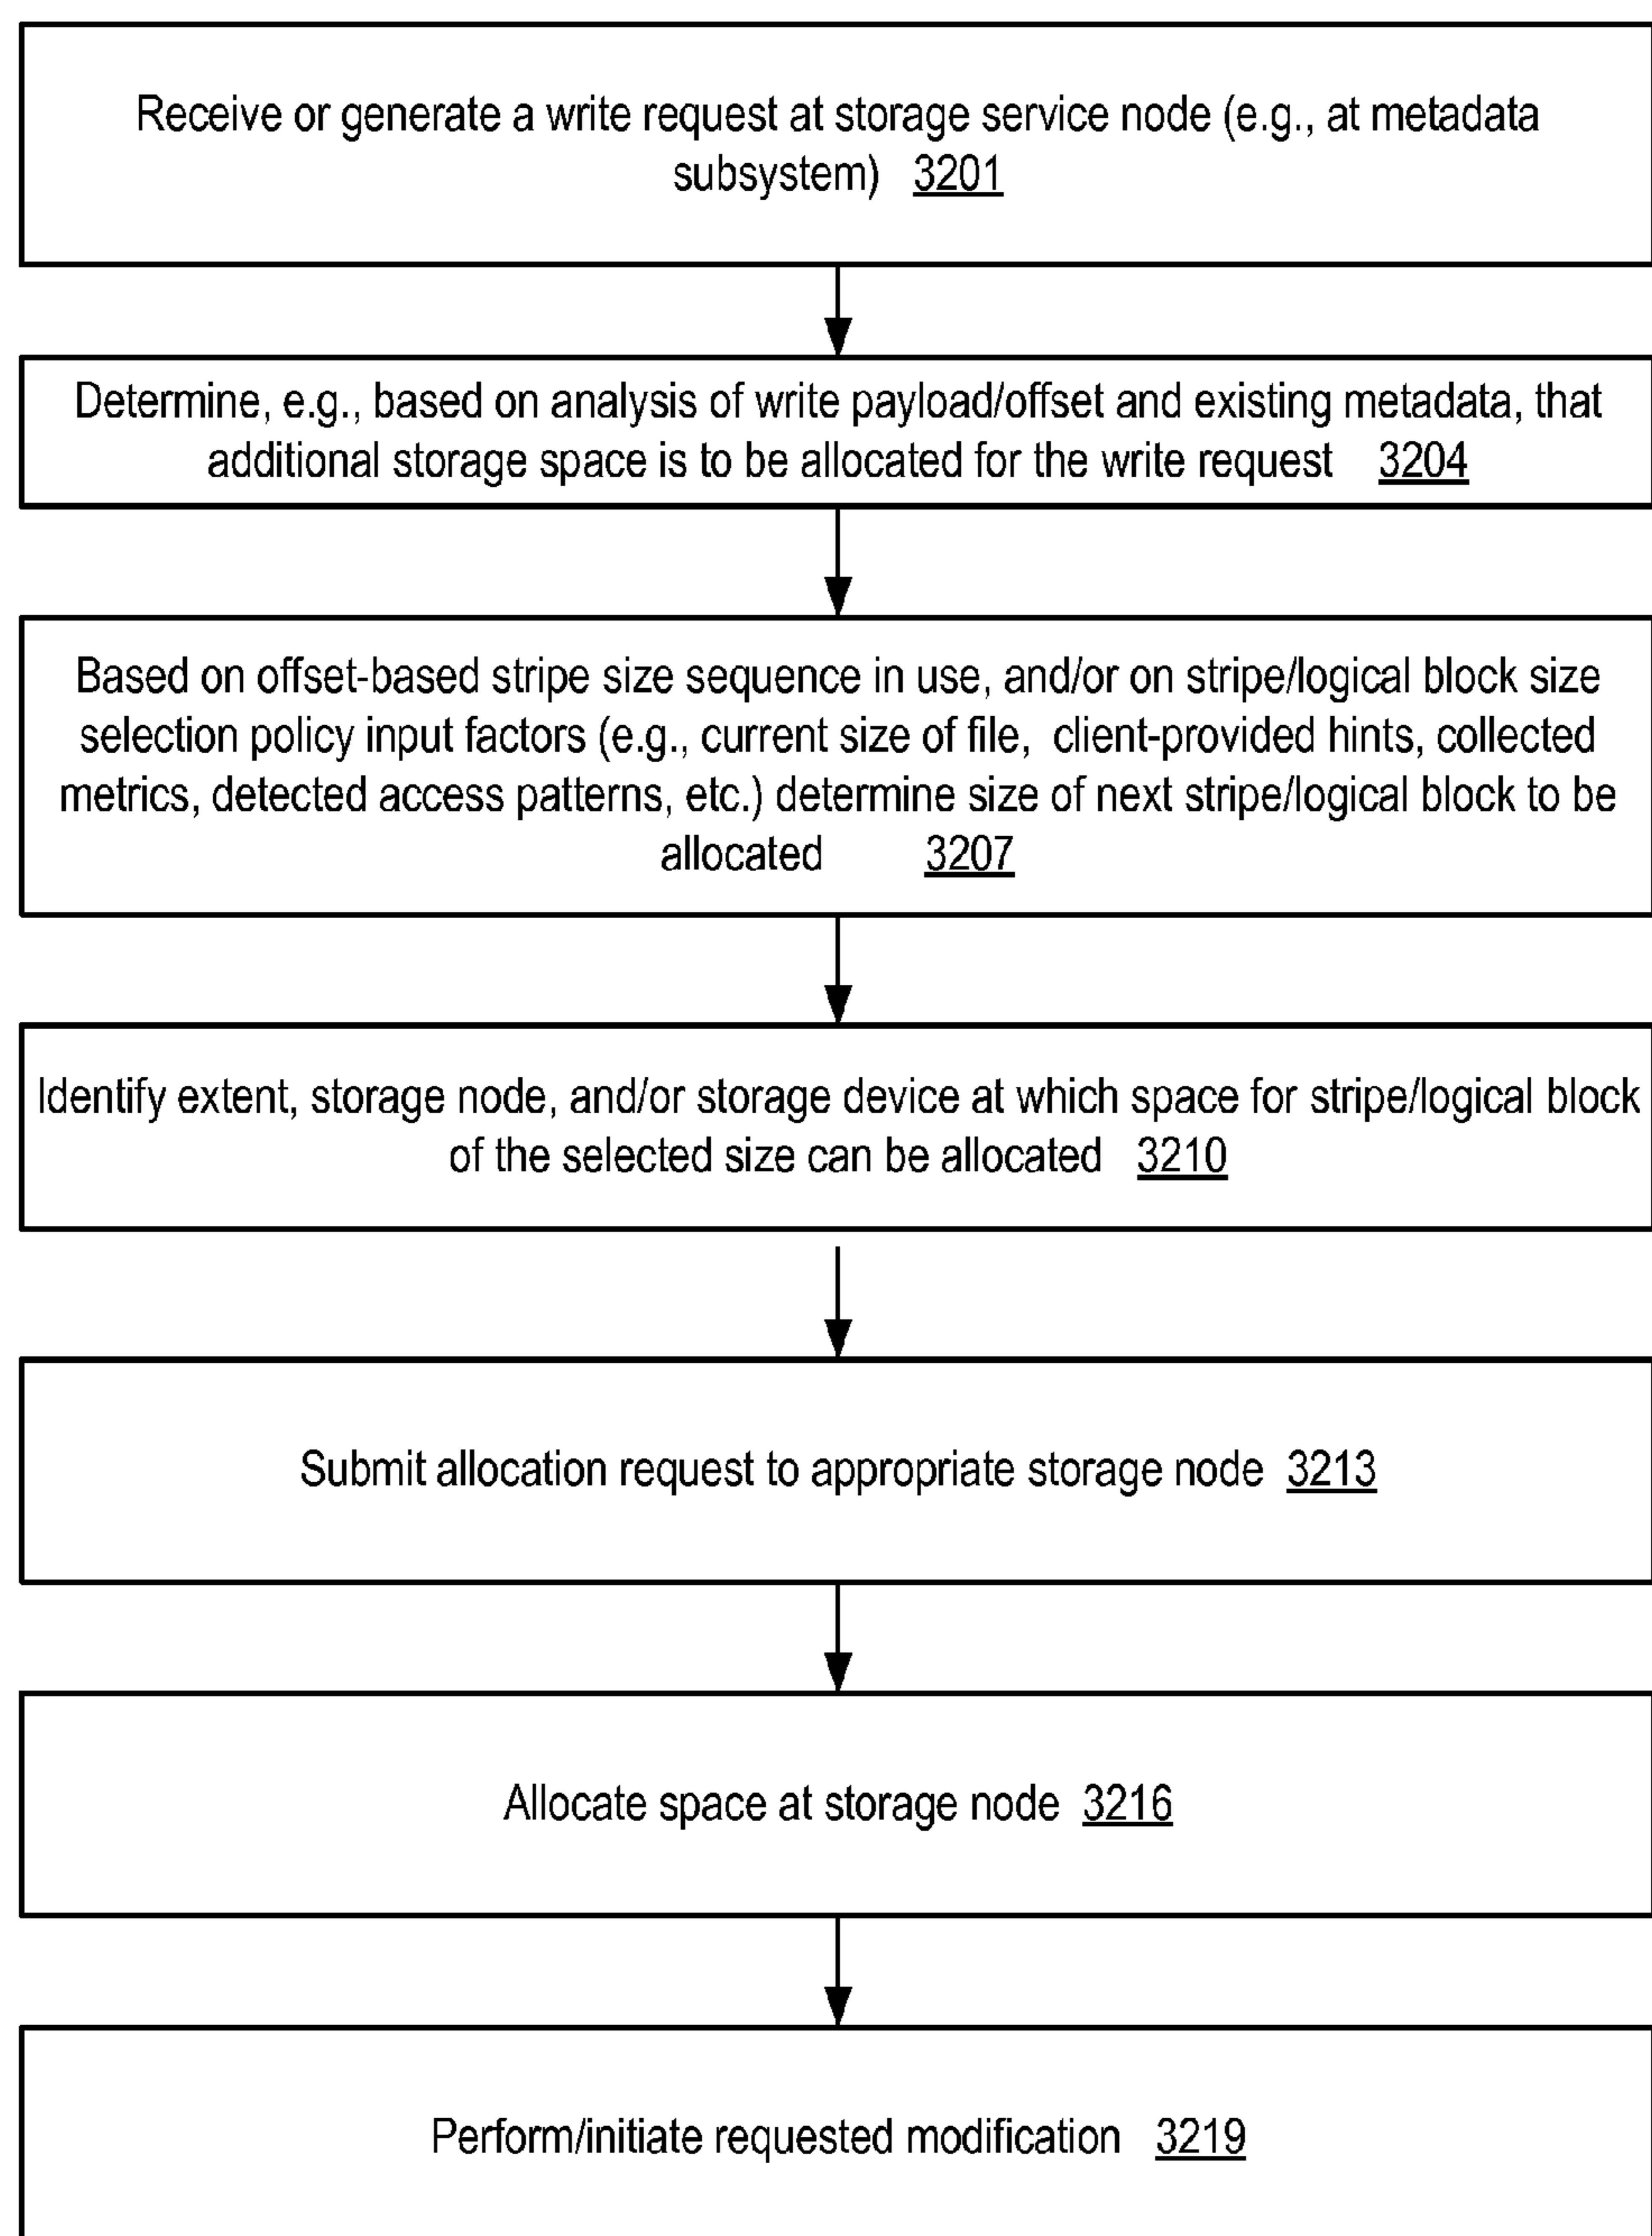 Receive or generate a write request at storage service node (e.g., at metadata
subsystem) 3201
Determine, e.g., based on analysis of write payload/offset and existing metadata, that
additional storage space is to be allocated for the write request 3204
Based on offset-based stripe size sequence in use, and/or on stripe/logical block size
selection policy input factors (e.g., current size of file, client-provided hints, collected
metrics, detected access patterns, etc.) determine size of next stripe/logical block to be
allocated 3207
Identify extent, storage node, and/or storage device at which space for stripe/logical block
of the selected size can be allocated 3210
Submit allocation request to appropriate storage node 3213
Allocate space at storage node 3216
Perform/initiate requested modification 3219